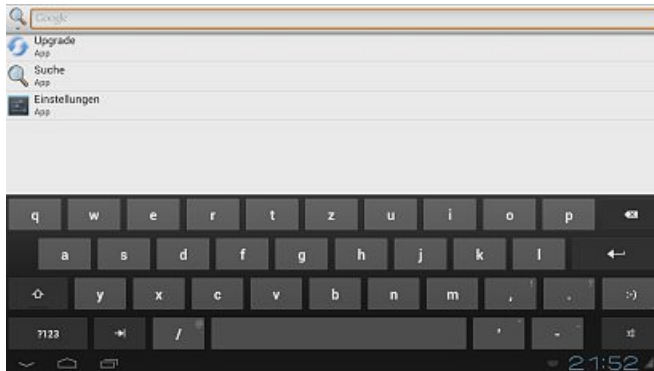 Google
Upgrade
App
Suche
App
Einstellungen
App
q w e r t z u i o p
a s d f g h j k l
y x c v b n m , ! . ?
:-)
?123 / @ ' " - _
21:52